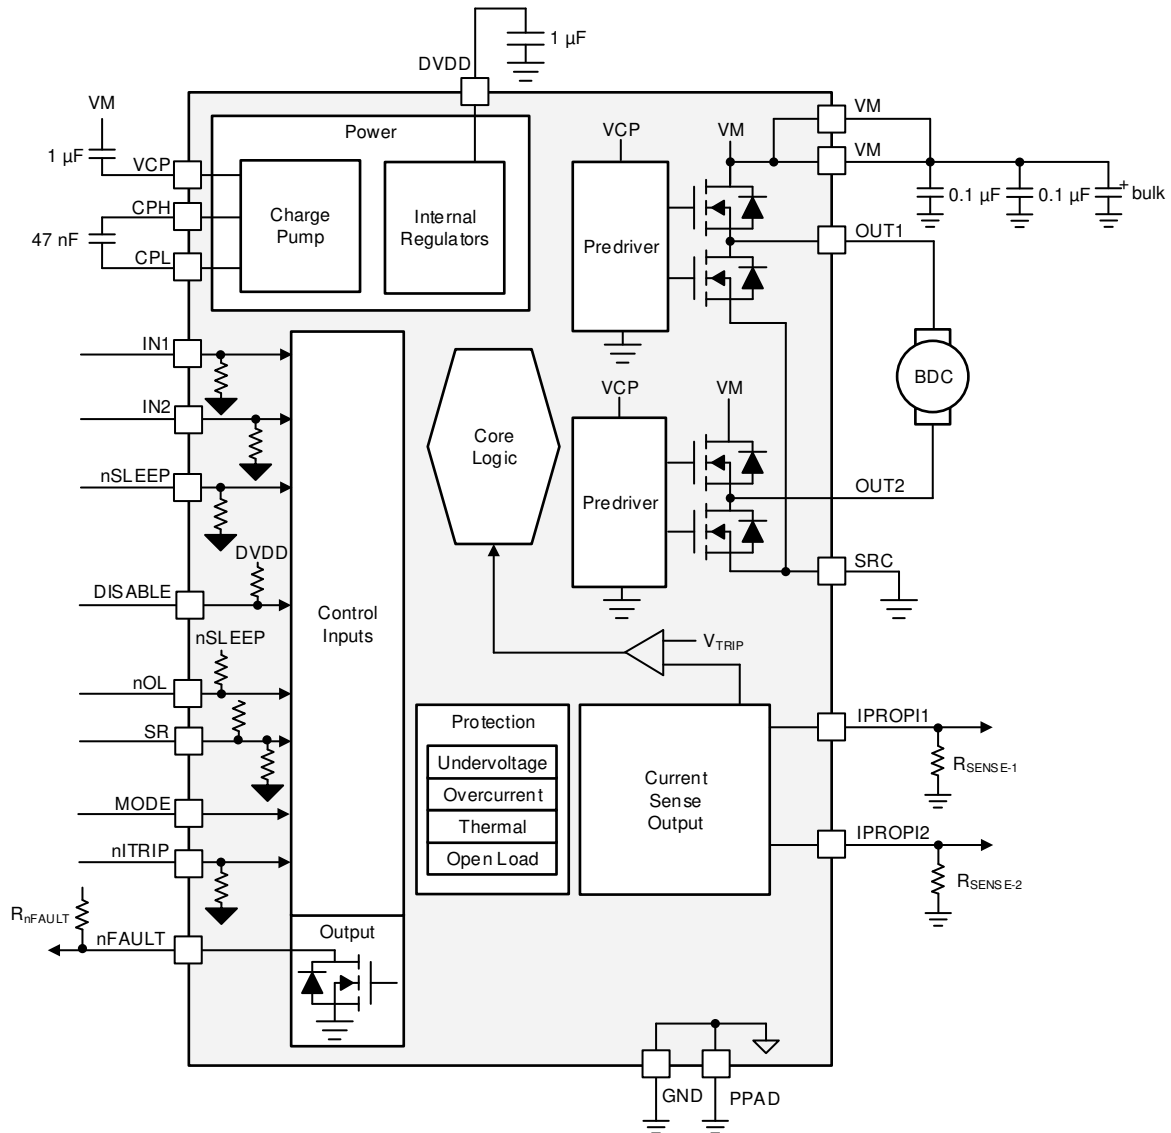 1 µF
DVDD
VM
VM
Power
VCP
VM
1 µF
VCP
VM
CPH
Charge
Pump
Internal
Regulators
0.1 µF
0.1 µF
+ bulk
47 nF
CPL
Predriver
OUT1
IN1
BDC
IN2
VCP
VM
Core
Logic
nSLEEP
OUT2
Predriver
DVDD
SRC
DISABLE
Control
Inputs
nSLEEP
VTRIP
nOL
SR
Protection
IPROPI1
Undervoltage
Current
Sense
Output
RSENSE-1
Overcurrent
MODE
Thermal
IPROPI2
nITRIP
Open Load
RSENSE-2
RnFAULT
nFAULT
Output
GND
PPAD